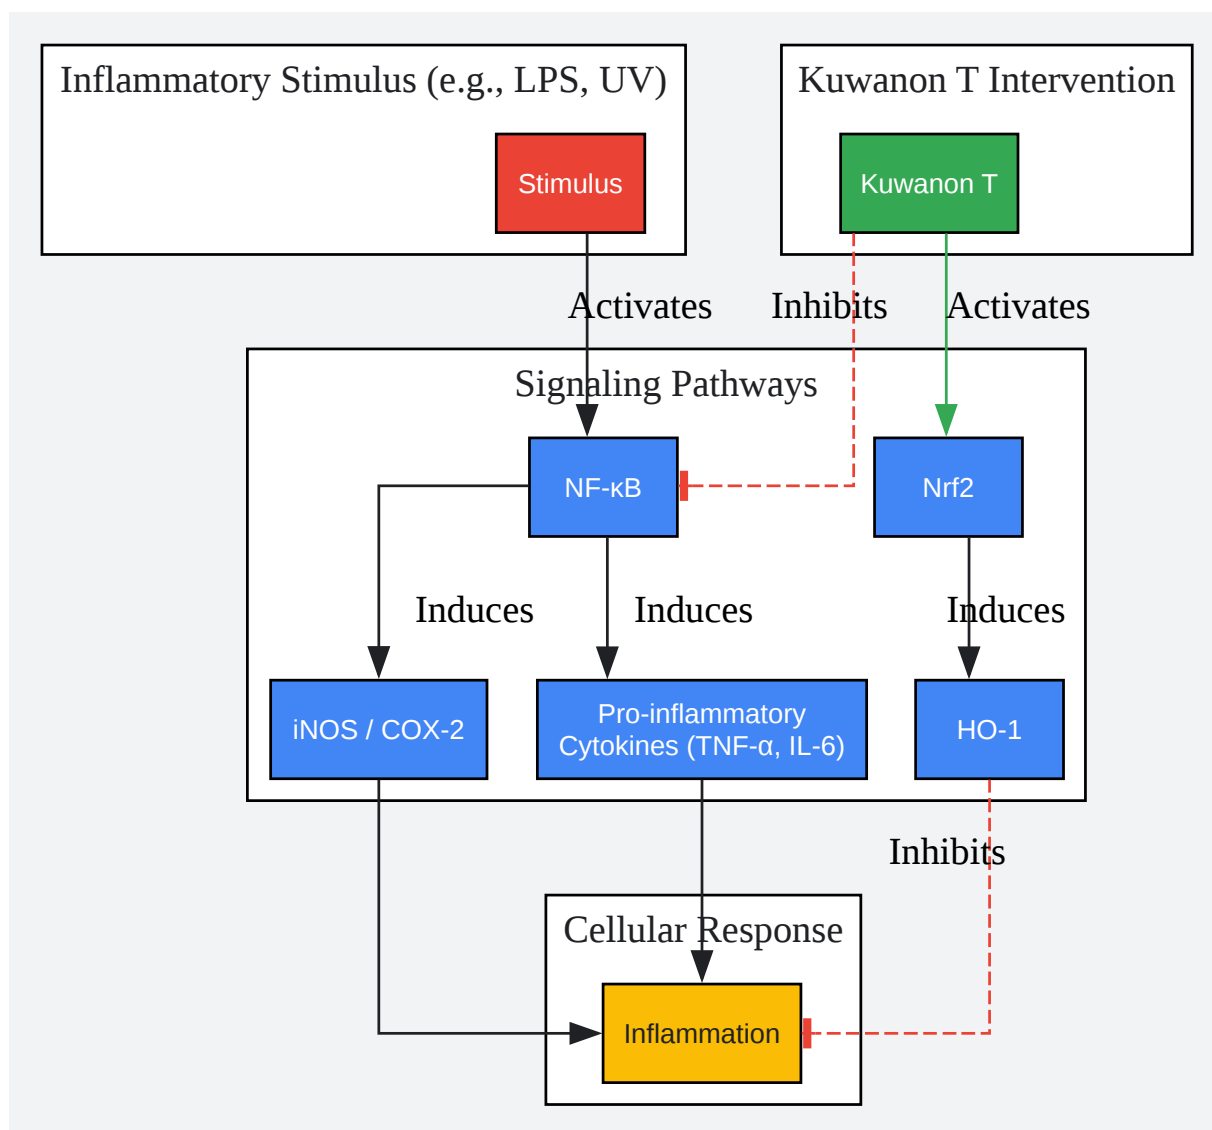 Inflammatory Stimulus (e.g., LPS, UV)
Kuwanon T Intervention
Stimulus
Kuwanon T
Activates
Inhibits
Activates
Signaling Pathways
NF-κB
Nrf2
Induces
Induces
Induces
iNOS / COX-2
Pro-inflammatory
Cytokines (TNF-α, IL-6)
HO-1
Inhibits
Cellular Response
Inflammation